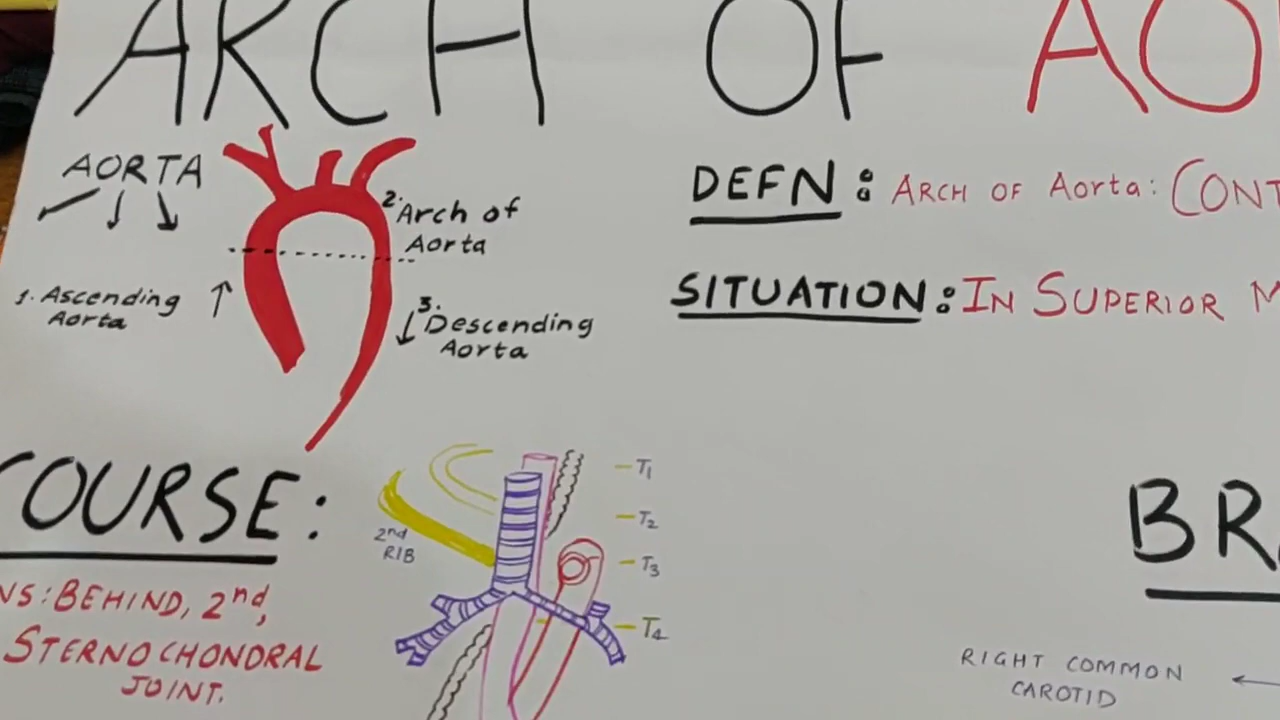 ARCH OF AO
AORTA
2. Arch of
Aorta
1. Ascending
Aorta
3.
Descending
Aorta
DEFN : ARCH OF Aorta: (CONT
SITUATION : IN SUPERIOR M
COURSE:
NS: BEHIND, 2nd,
STERNOCHONDRAL
JOINT.
2nd
RIB
T1
T2
T3
T4
BR
RIGHT COMMON
CAROTID